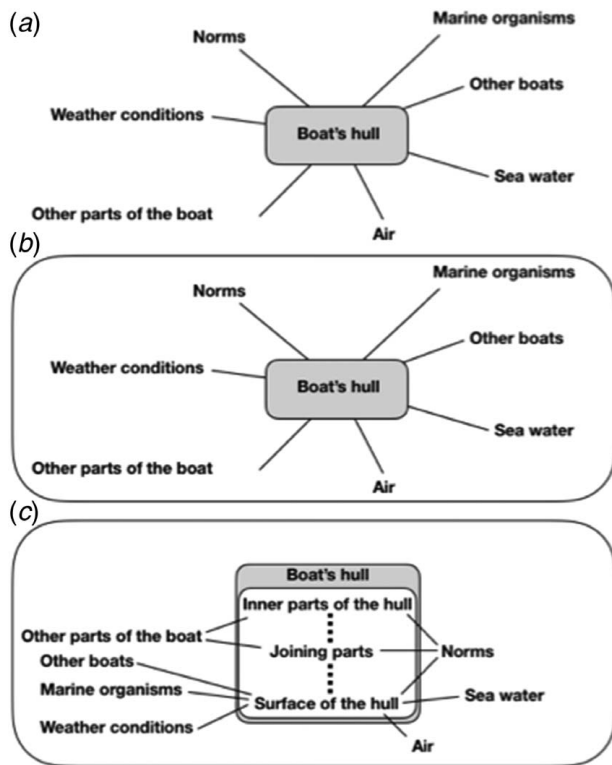 (a)
Marine organisms
Norms
Other boats
Weather conditions
Boat's hull
Sea water
Other parts of the boat
Air
(b)
Marine organisms
Norms
Other boats
Weather conditions
Boat's hull
Sea water
Other parts of the boat
Air
(c)
Boat's hull
Inner parts of the hull
Other parts of the boat
Joining parts
Norms
Other boats
Marine organisms
Surface of the hull
Sea water
Weather conditions
Air